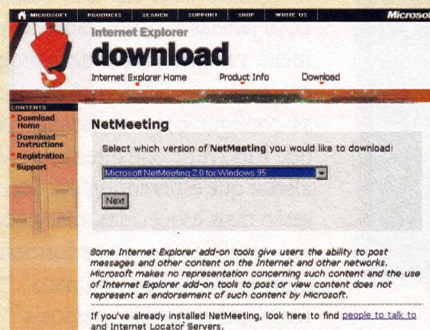 MICROSOFT PRODUCTS SEARCH SUPPORT SHOP WRITE US Microso
Internet Explorer
download
Internet Explorer Home Product Info Download
CONTENTS
Download
Home
Download
Instructions
Registration
Support
NetMeeting
Select which version of NetMeeting you would like to download:
Microsoft NetMeeting 2.0 for Windows 95
Next
Some Internet Explorer add-on tools give users the ability to post
messages and other content on the Internet and other networks.
Microsoft makes no representation concerning such content and the use
of Internet Explorer add-on tools to post or view content does not
represent an endorsement of such content by Microsoft.
If you've already installed NetMeeting, look here to find people to talk to
and Internet Locator Servers.